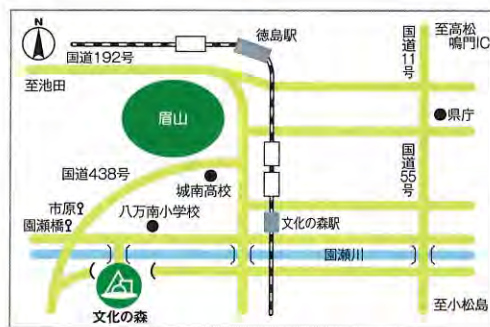 N
国道192号
至池田
徳島駅
国道11号
至高松
鳴門IC
眉山
県庁
国道438号
城南高校
国道55号
市原
園瀬橋
八万南小学校
文化の森駅
園瀬川
文化の森
至小松島